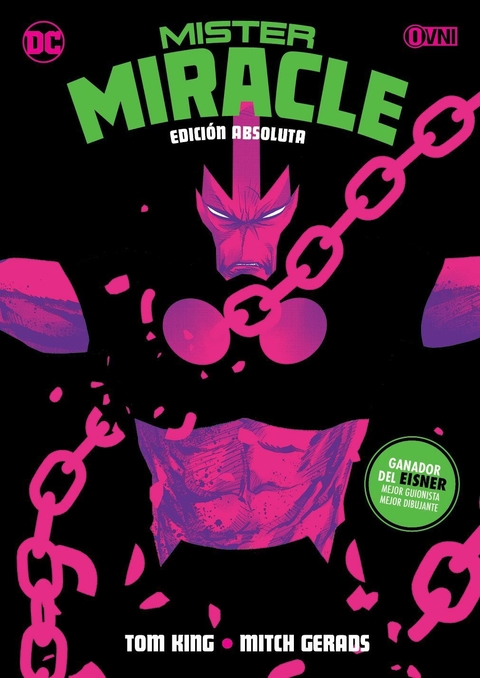 DC
OVNI
MISTER
MIRACLE
EDICIÓN ABSOLUTA
GANADOR
DEL EISNER
MEJOR GUIONISTA
MEJOR DIBUJANTE
TOM KING • MITCH GERADS